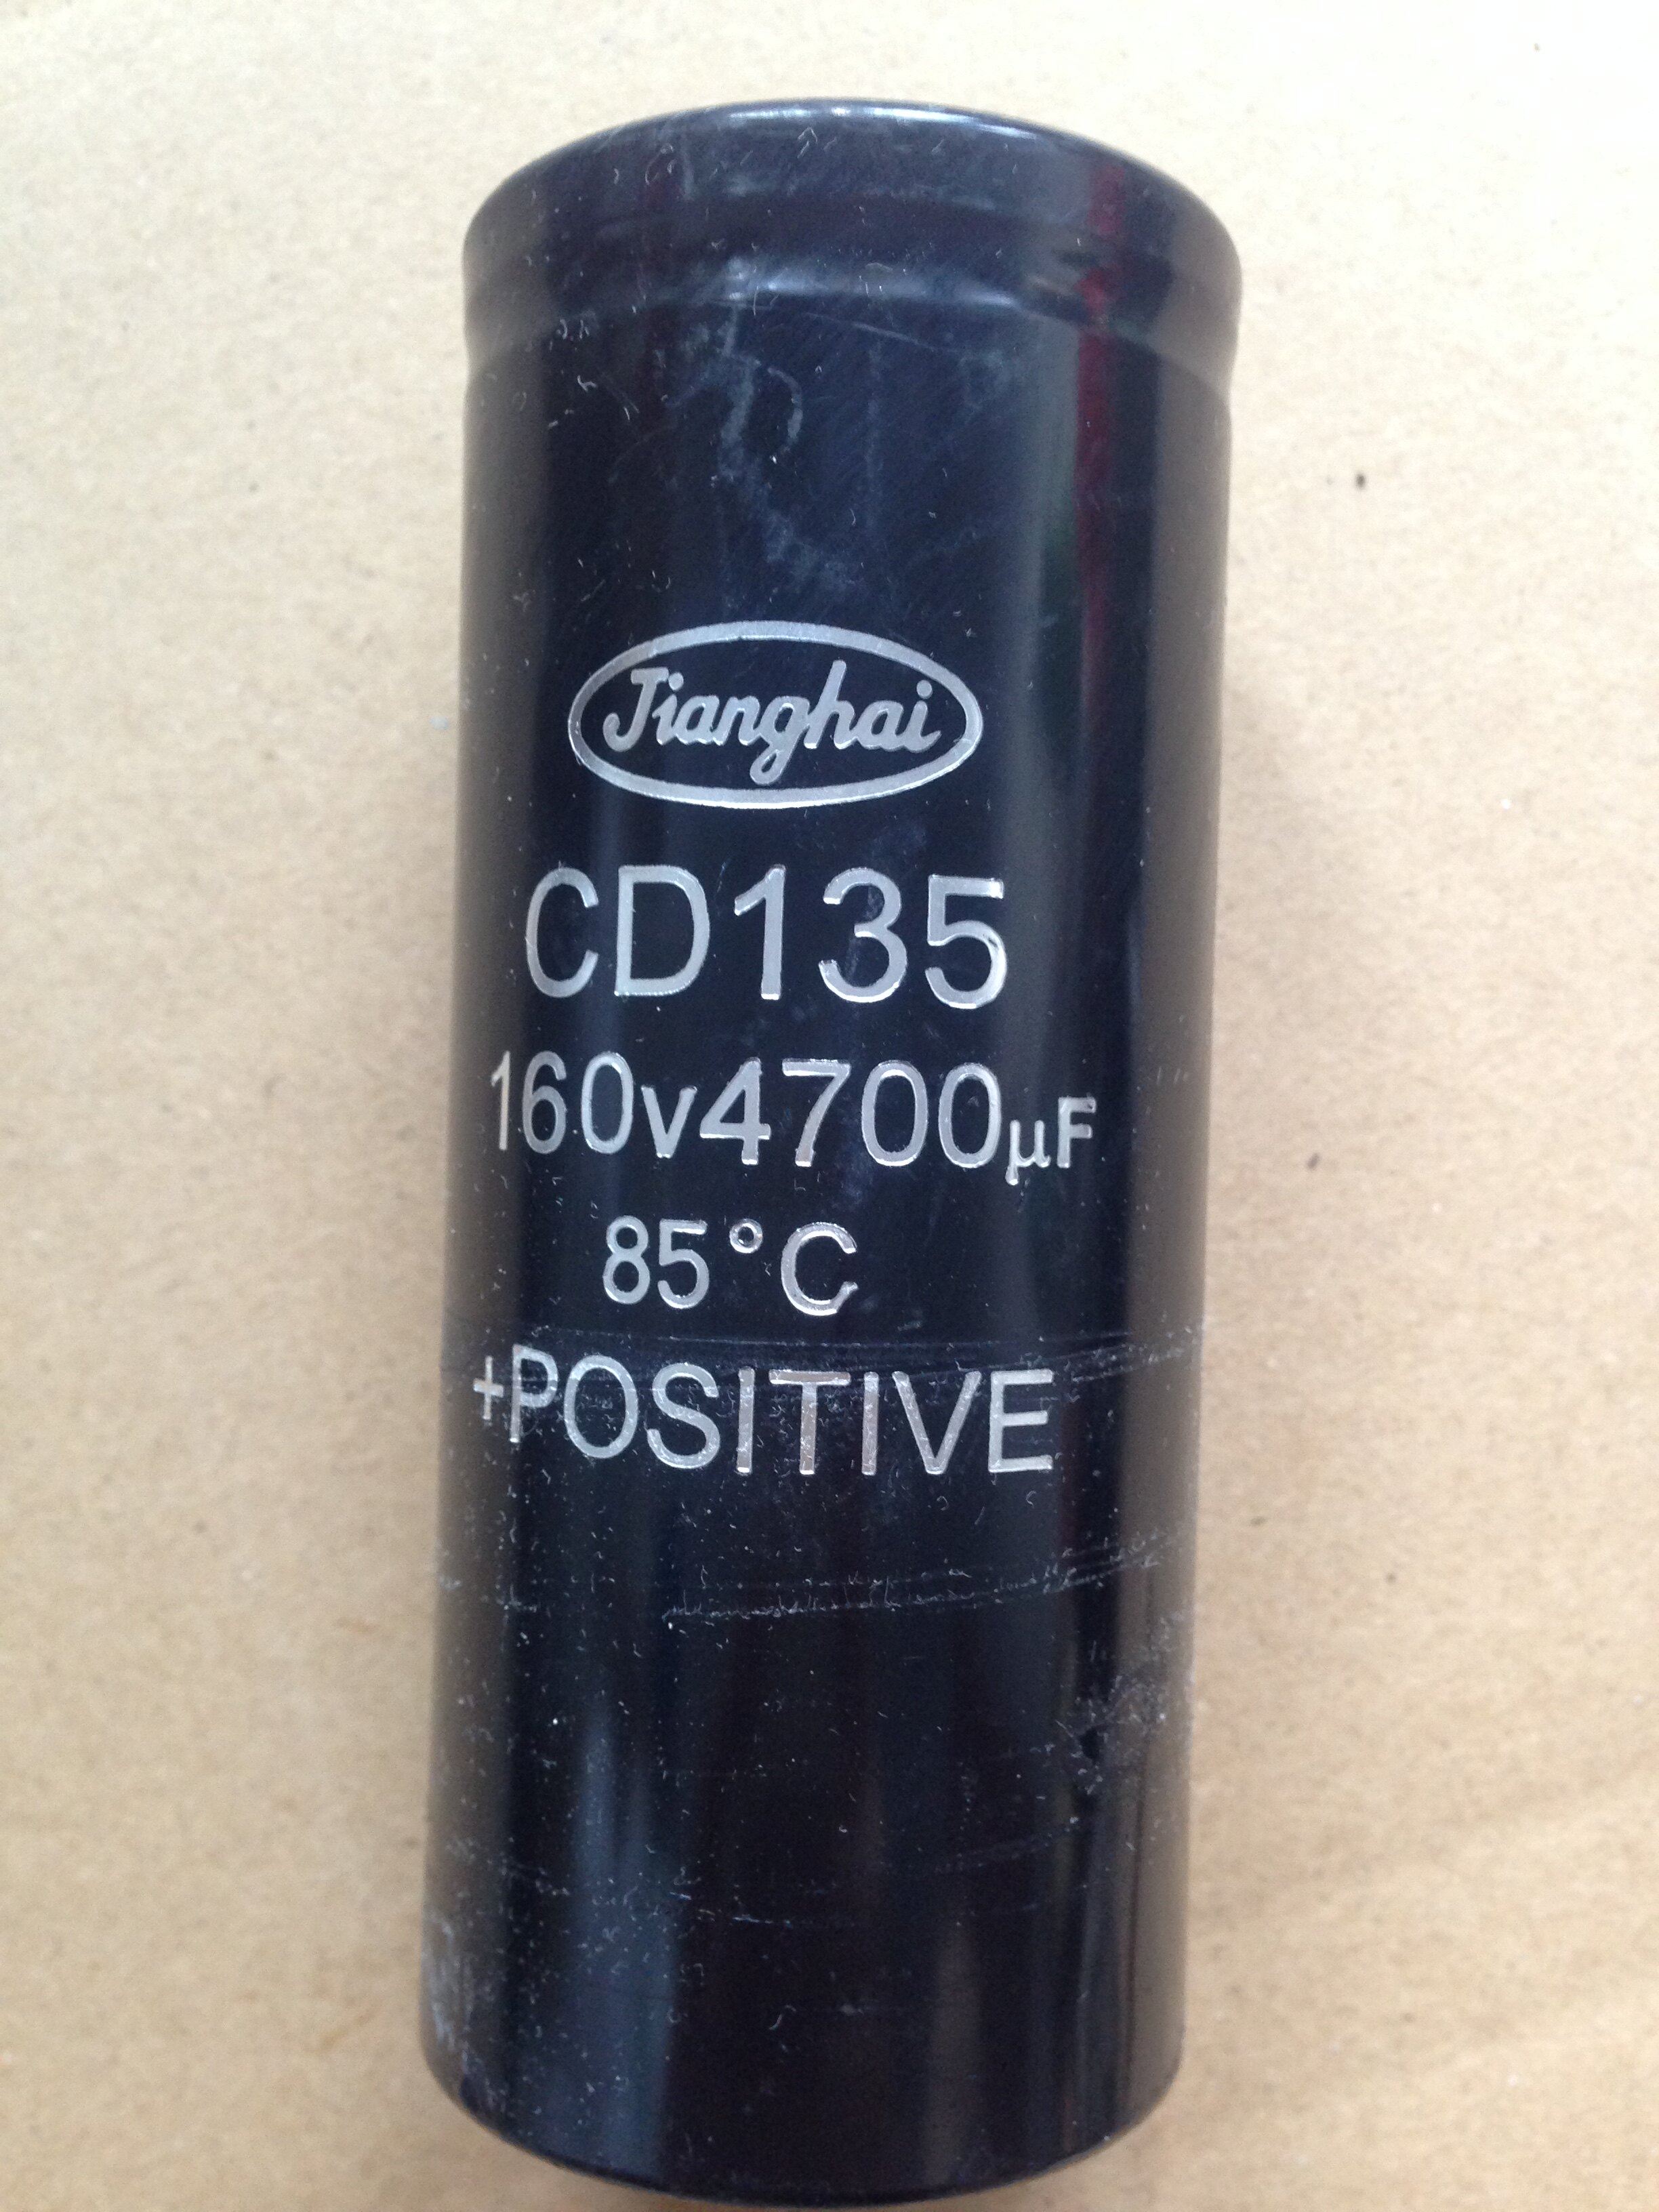 Jianghai
CD135
160v4700μF
85°C
+POSITIVE